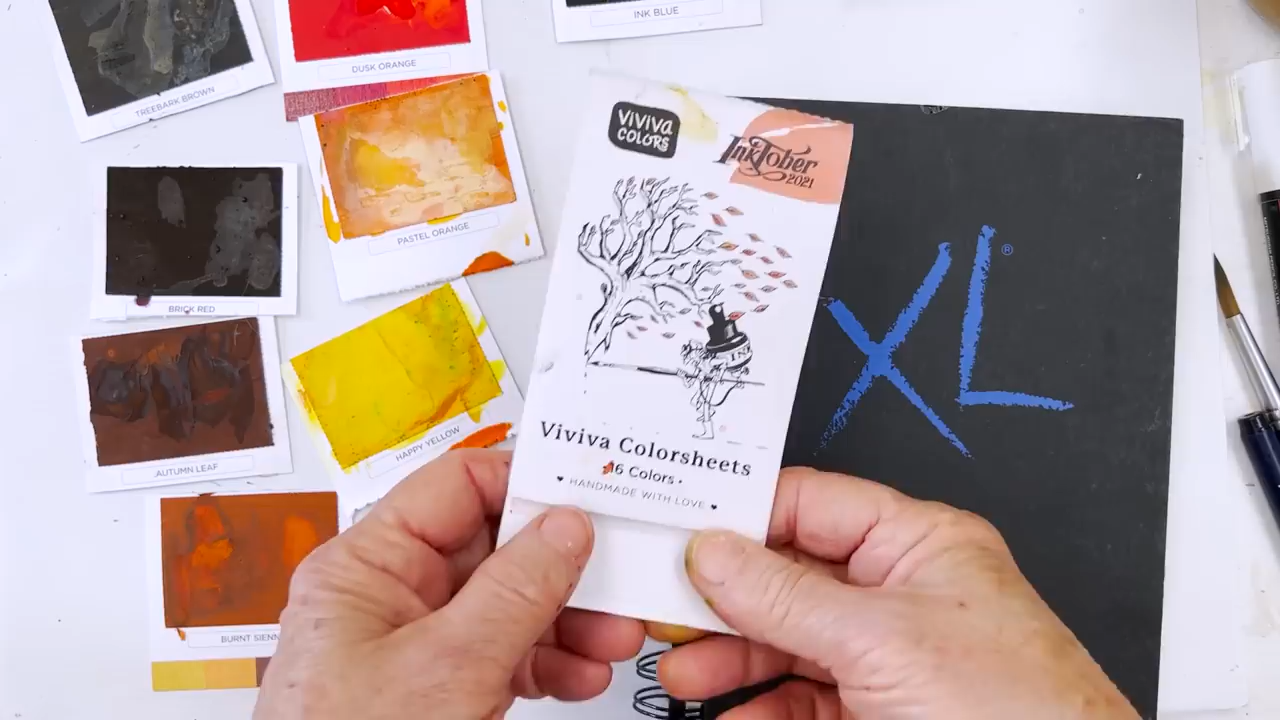 INK BLUE
DUSK ORANGE
TREEBARK BROWN
VIVIVA
COLORS
InkTober
2021
PASTEL ORANGE
XL®
BRICK RED
INK
HAPPY YELLOW
Viviva Colorsheets
16 Colors
HANDMADE WITH LOVE
AUTUMN LEAF
BURNT SIENN